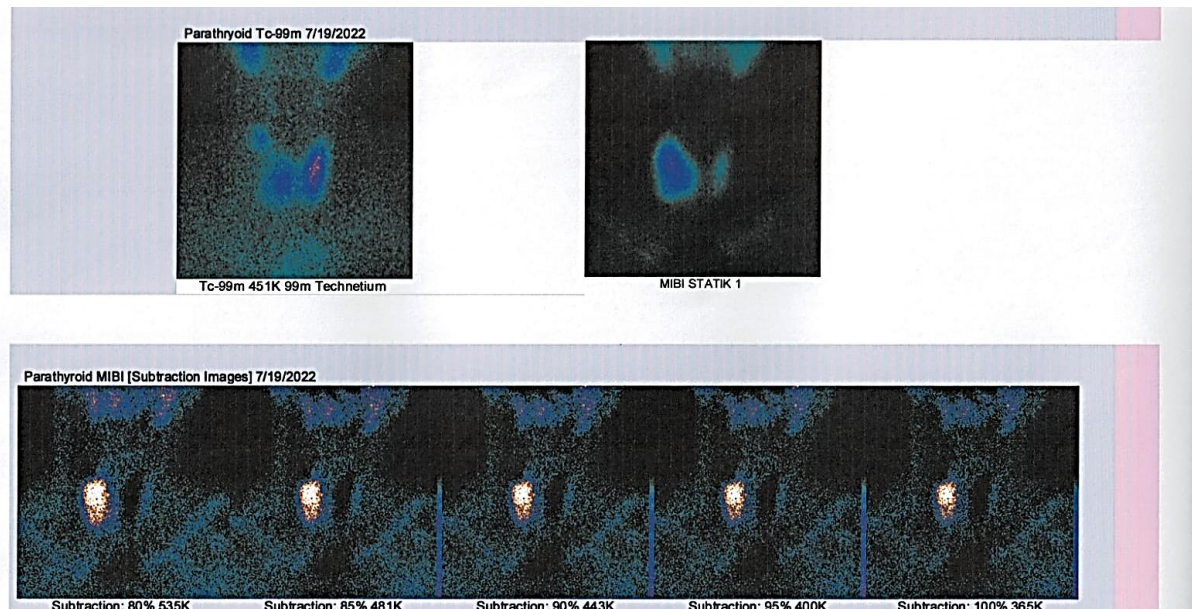 Parathryoid Tc-99m 7/19/2022
Tc-99m 451K 99m Technetium
MIBI STATIK 1
Parathyroid MIBI [Subtraction Images] 7/19/2022
Subtraction: 80% 535K
Subtraction: 85% 481K
Subtraction: 90% 443K
Subtraction: 95% 400K
Subtraction: 100% 365K